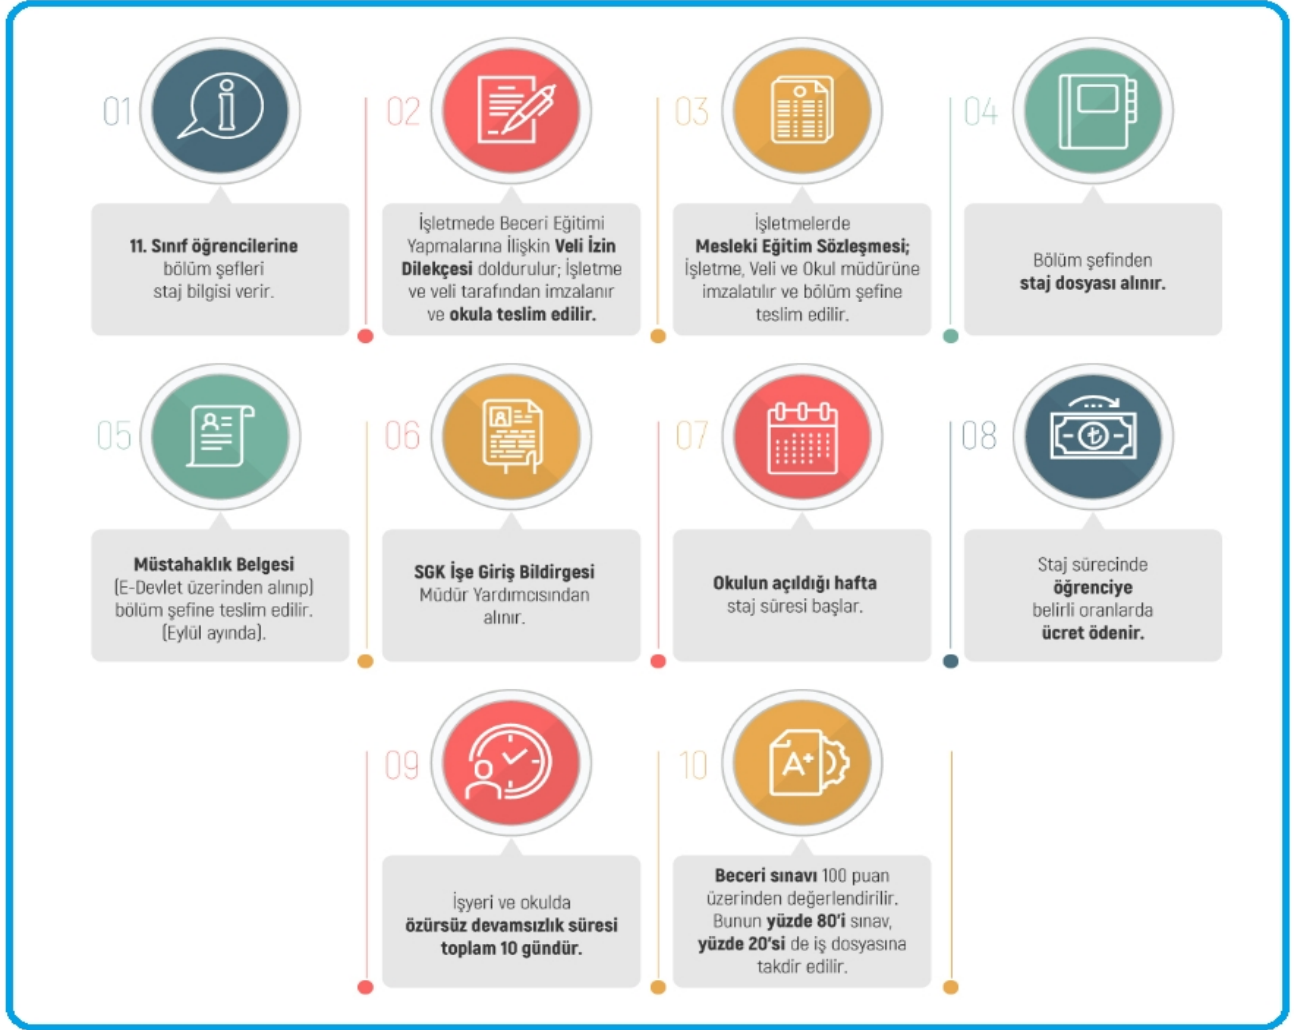 01
11. Sınıf öğrencilerine
bölüm şefleri
staj bilgisi verir.
02
İşletmede Beceri Eğitimi
Yapmalarına İlişkin Veli İzin
Dilekçesi doldurulur; İşletme
ve veli tarafından imzalanır
ve okula teslim edilir.
03
İşletmelerde
Mesleki Eğitim Sözleşmesi;
İşletme, Veli ve Okul müdürüne
imzalatılır ve bölüm şefine
teslim edilir.
04
Bölüm şefinden
staj dosyası alınır.
05
Müstahaklık Belgesi
(E-Devlet üzerinden alınıp)
bölüm şefine teslim edilir.
(Eylül ayında).
06
SGK İşe Giriş Bildirgesi
Müdür Yardımcısından
alınır.
07
Okulun açıldığı hafta
staj süresi başlar.
08
Staj sürecinde
öğrenciye
belirli oranlarda
ücret ödenir.
09
İşyeri ve okulda
özürsüz devamsızlık süresi
toplam 10 gündür.
10
A+
Beceri sınavı 100 puan
üzerinden değerlendirilir.
Bunun yüzde 80'i sınav,
yüzde 20'si de iş dosyasına
takdir edilir.